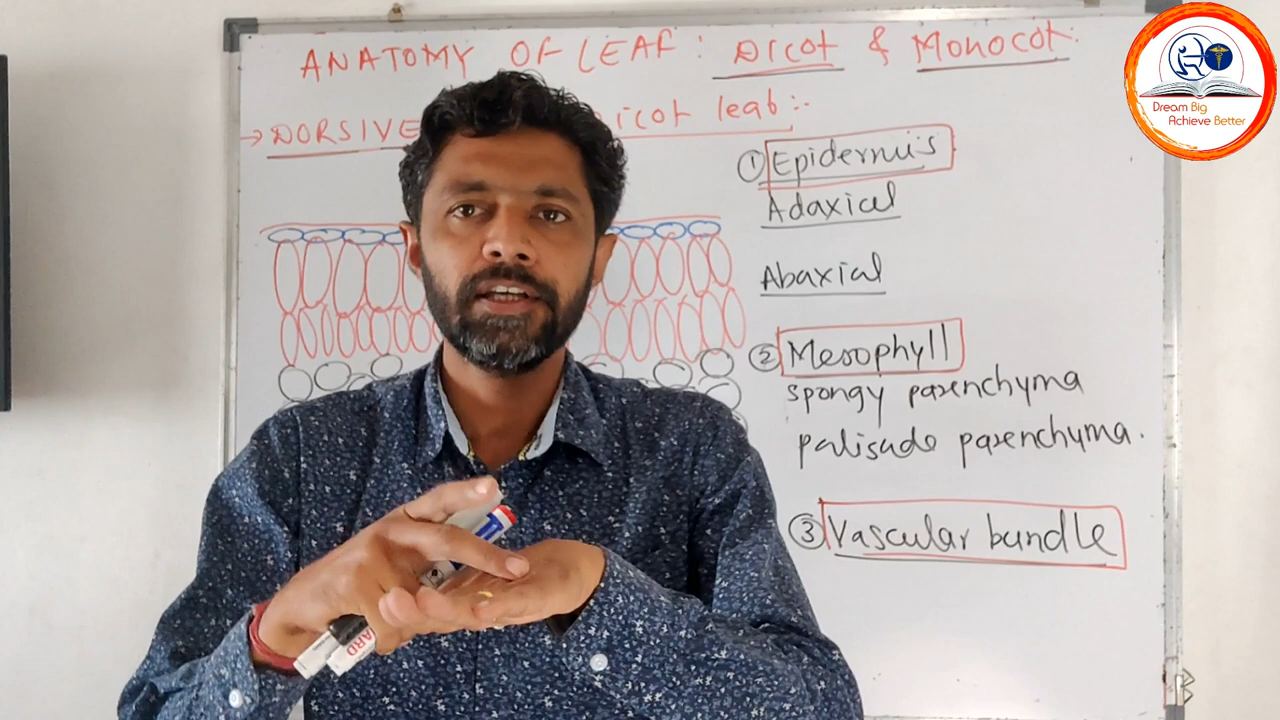 ANATOMY OF LEAF : DICOT & MONOCOT.
→ DORSIVE icot leaf :.
① Epidermis
Adaxial
Abaxial
② Mesophyll
spongy parenchyma
palisade parenchyma.
③ Vascular bundle
Dream Big
Achieve Better
ARD